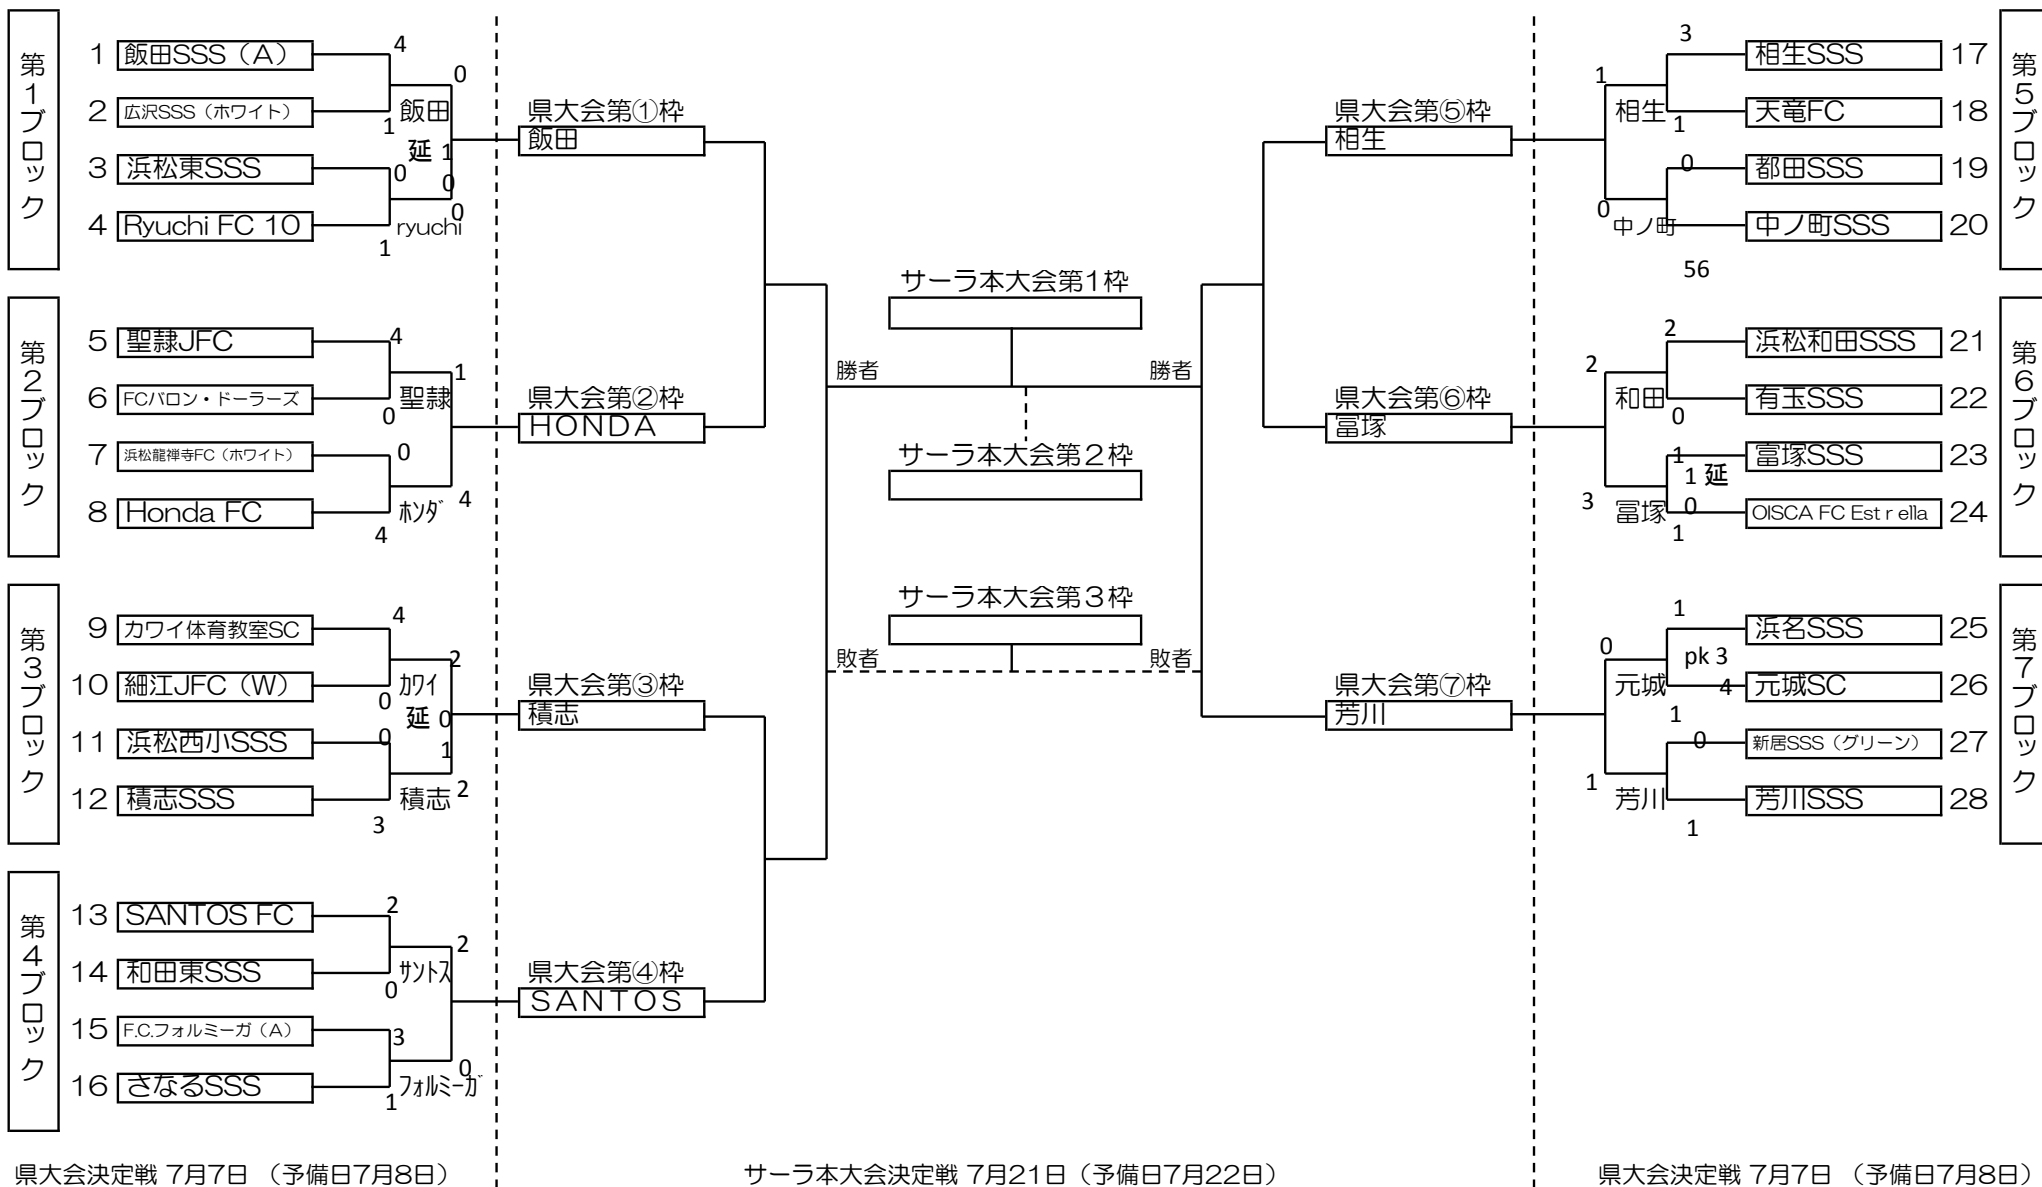 第1ブロック
1 飯田SSS（A）
2 広沢SSS（ホワイト）
3 浜松東SSS
4 Ryuchi FC 10
4
1
飯田
0
延 1
0
0
0
1
ryuchi
県大会第①枠
飯田
第2ブロック
5 聖隷JFC
6 FCバロン・ドーラーズ
7 浜松龍禅寺FC（ホワイト）
8 Honda FC
4
0
聖隷
1
0
4
ホンダ
4
県大会第②枠
HONDA
第3ブロック
9 カワイ体育教室SC
10 細江JFC（W）
11 浜松西小SSS
12 積志SSS
4
0
カワイ
2
延 0
1
0
3
積志
2
県大会第③枠
積志
第4ブロック
13 SANTOS FC
14 和田東SSS
15 F.C.フォルミーガ（A）
16 さなるSSS
2
0
サントス
2
3
1
フォルミーガ
0
県大会第④枠
SANTOS
サーラ本大会第1枠
勝者
勝者
サーラ本大会第2枠
サーラ本大会第3枠
敗者
敗者
県大会第⑤枠
相生
1
相生
3
1
0
0
中ノ町
56
相生SSS 17
天竜FC 18
都田SSS 19
中ノ町SSS 20
第5ブロック
県大会第⑥枠
冨塚
2
和田
2
0
3
冨塚
1
1 延
0
1
浜松和田SSS 21
有玉SSS 22
富塚SSS 23
OISCA FC Estrella 24
第6ブロック
県大会第⑦枠
芳川
0
元城
1
pk 3
4
1
1
芳川
0
1
浜名SSS 25
元城SC 26
新居SSS（グリーン） 27
芳川SSS 28
第7ブロック
県大会決定戦 7月7日 （予備日7月8日）
サーラ本大会決定戦 7月21日（予備日7月22日）
県大会決定戦 7月7日 （予備日7月8日）